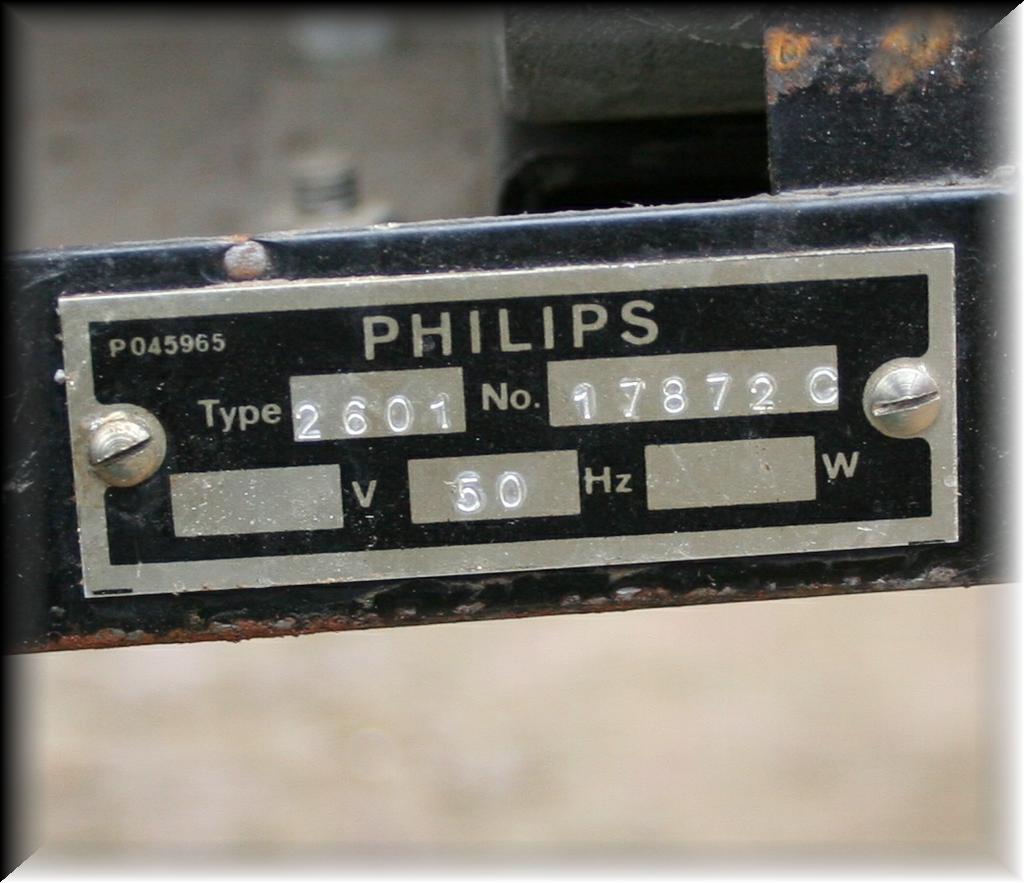 PHILIPS
P045965
Type 2601 No. 17872 C
V 50 Hz W